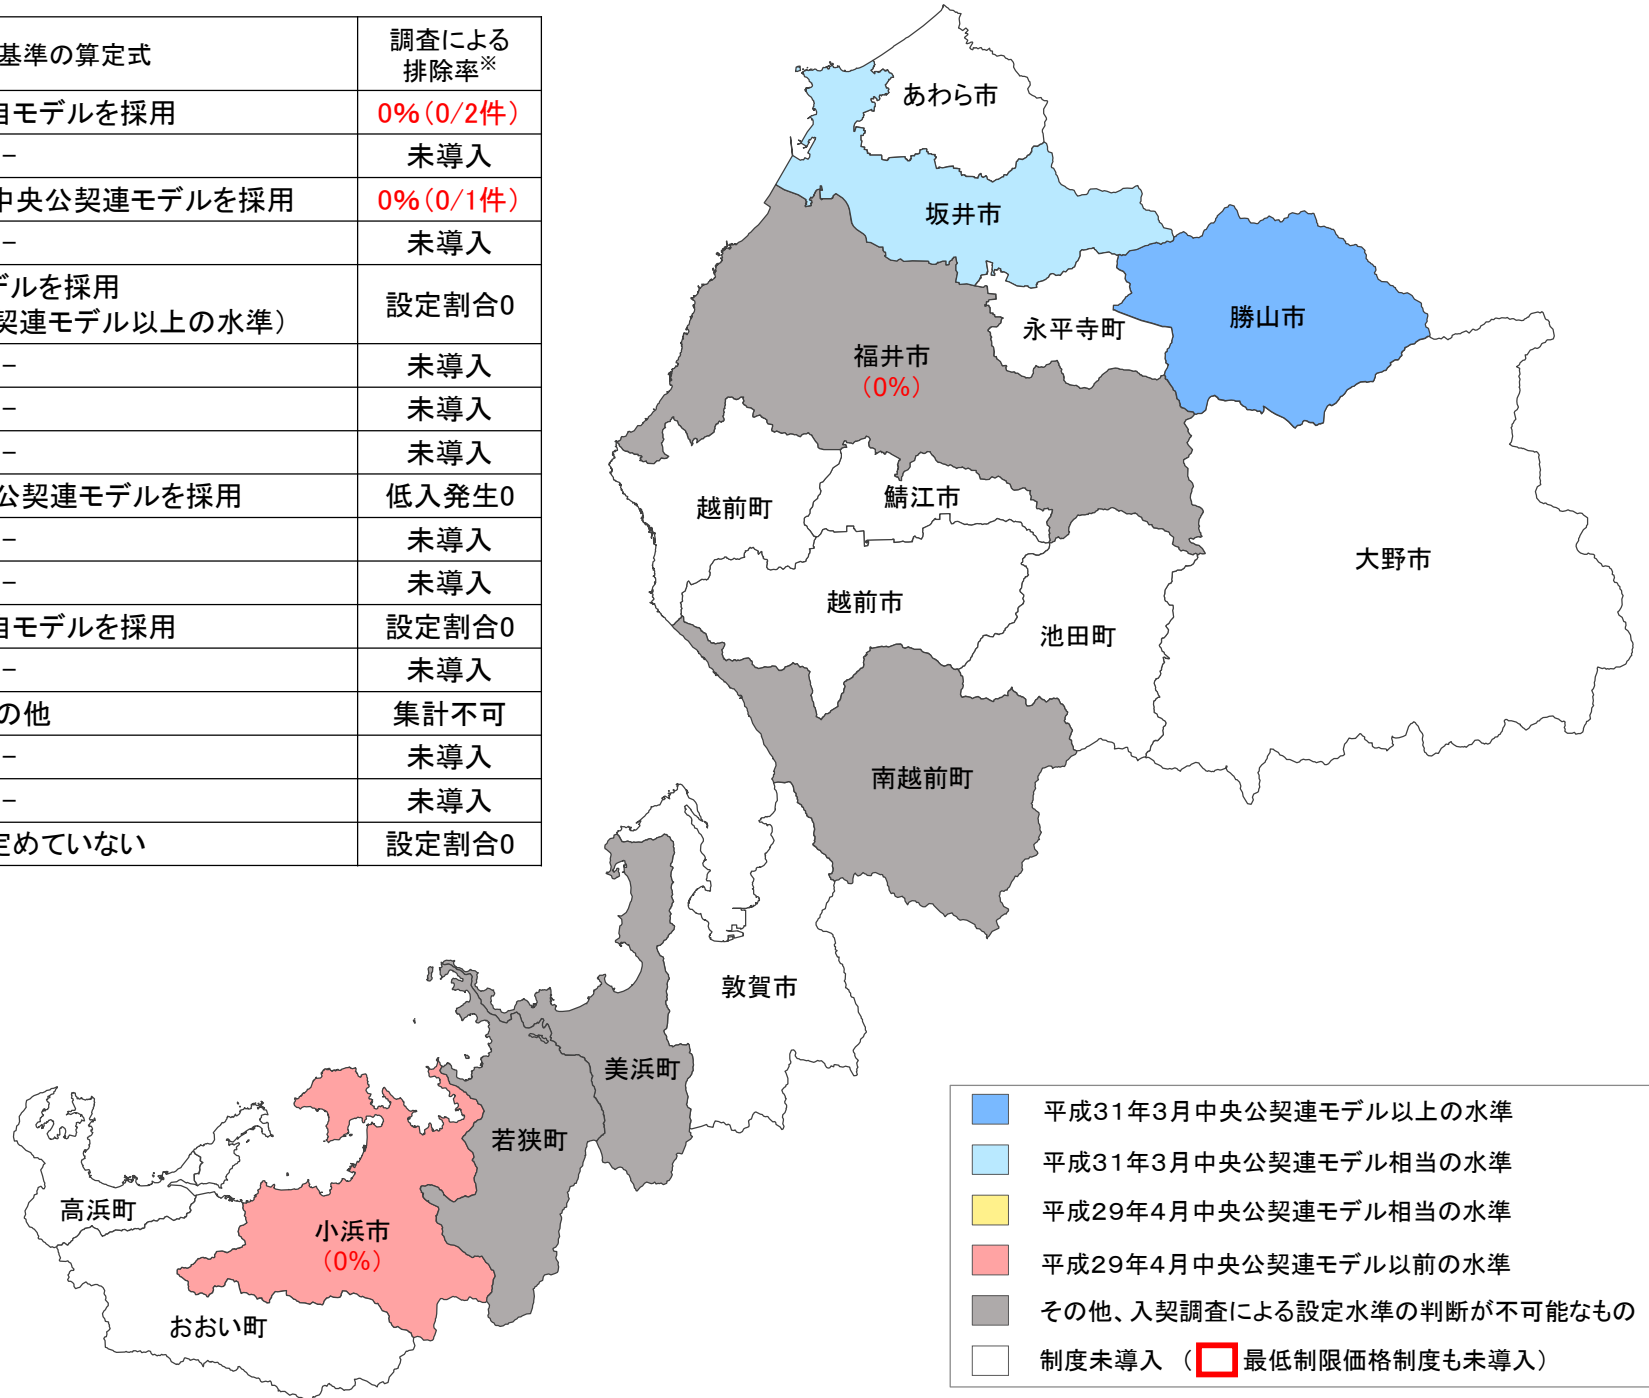 基準の算定式
調査による
排除率※
自モデルを採用
0%(0/2件)
－
未導入
中央公契連モデルを採用
0%(0/1件)
－
未導入
デルを採用
契連モデル以上の水準)
設定割合0
－
未導入
－
未導入
－
未導入
公契連モデルを採用
低入発生0
－
未導入
－
未導入
自モデルを採用
設定割合0
－
未導入
の他
集計不可
－
未導入
－
未導入
定めていない
設定割合0
あわら市
坂井市
勝山市
永平寺町
福井市
(0%)
越前町
鯖江市
大野市
越前市
池田町
南越前町
敦賀市
美浜町
若狭町
高浜町
小浜市
(0%)
おおい町
平成31年3月中央公契連モデル以上の水準
平成31年3月中央公契連モデル相当の水準
平成29年4月中央公契連モデル相当の水準
平成29年4月中央公契連モデル以前の水準
その他、入契調査による設定水準の判断が不可能なもの
制度未導入 ( 最低制限価格制度も未導入)